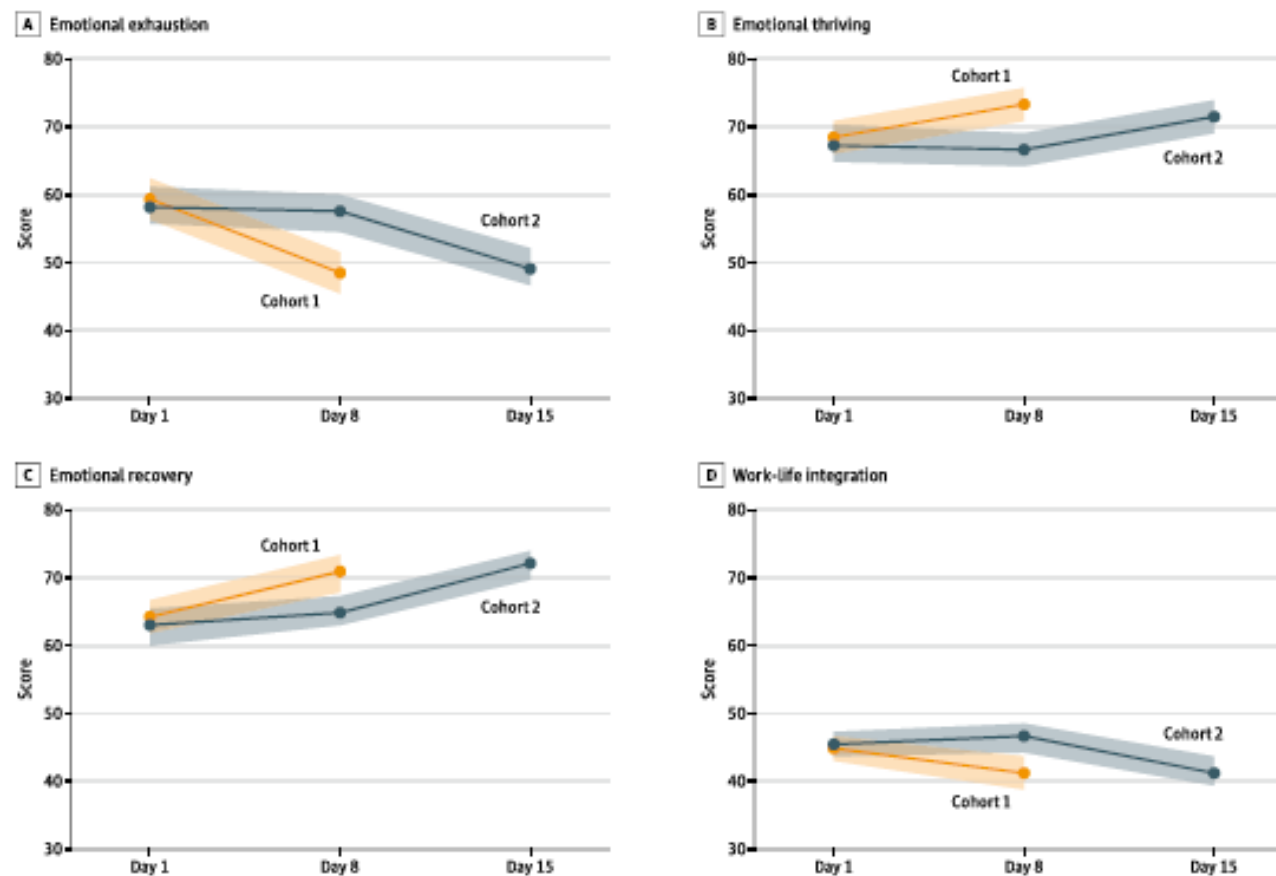 A Emotional exhaustion
80
70
60
50
40
30
Score
Cohort 2
Cohort 1
Day 1 Day 8 Day 15
B Emotional thriving
80
70
60
50
40
30
Score
Cohort 1
Cohort 2
Day 1 Day 8 Day 15
C Emotional recovery
80
70
60
50
40
30
Score
Cohort 1
Cohort 2
Day 1 Day 8 Day 15
D Work-life integration
80
70
60
50
40
30
Score
Cohort 2
Cohort 1
Day 1 Day 8 Day 15